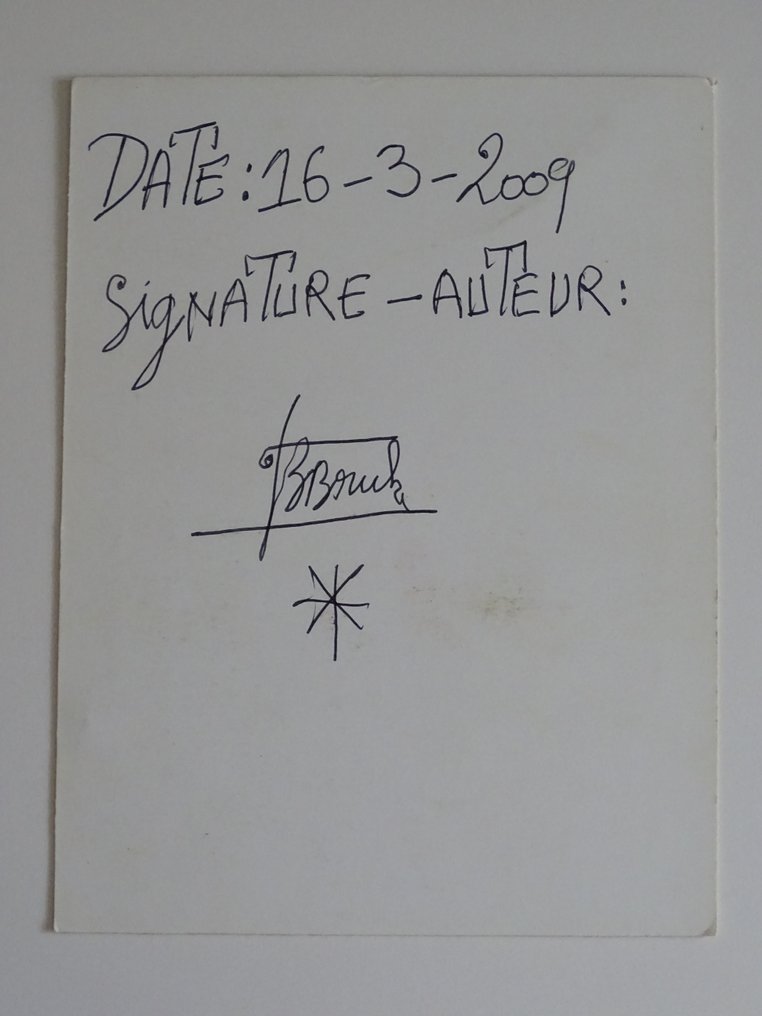 DATE: 16-3-2009
SigNATURE - AUTEUR: